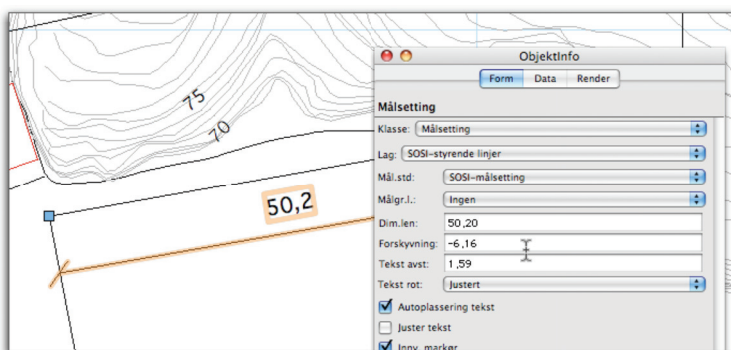 75
70
50,2
ObjektInfo
Form Data Render
Målsetting
Klasse: Målsetting
Lag: SOSI-styrende linjer
Mål.std: SOSI-målsetting
Målgr.l.: Ingen
Dim.len: 50,20
Forskyvning: -6,16
Tekst avst: 1,59
Tekst rot: Justert
Autoplassering tekst
Juster tekst
Innv. markør